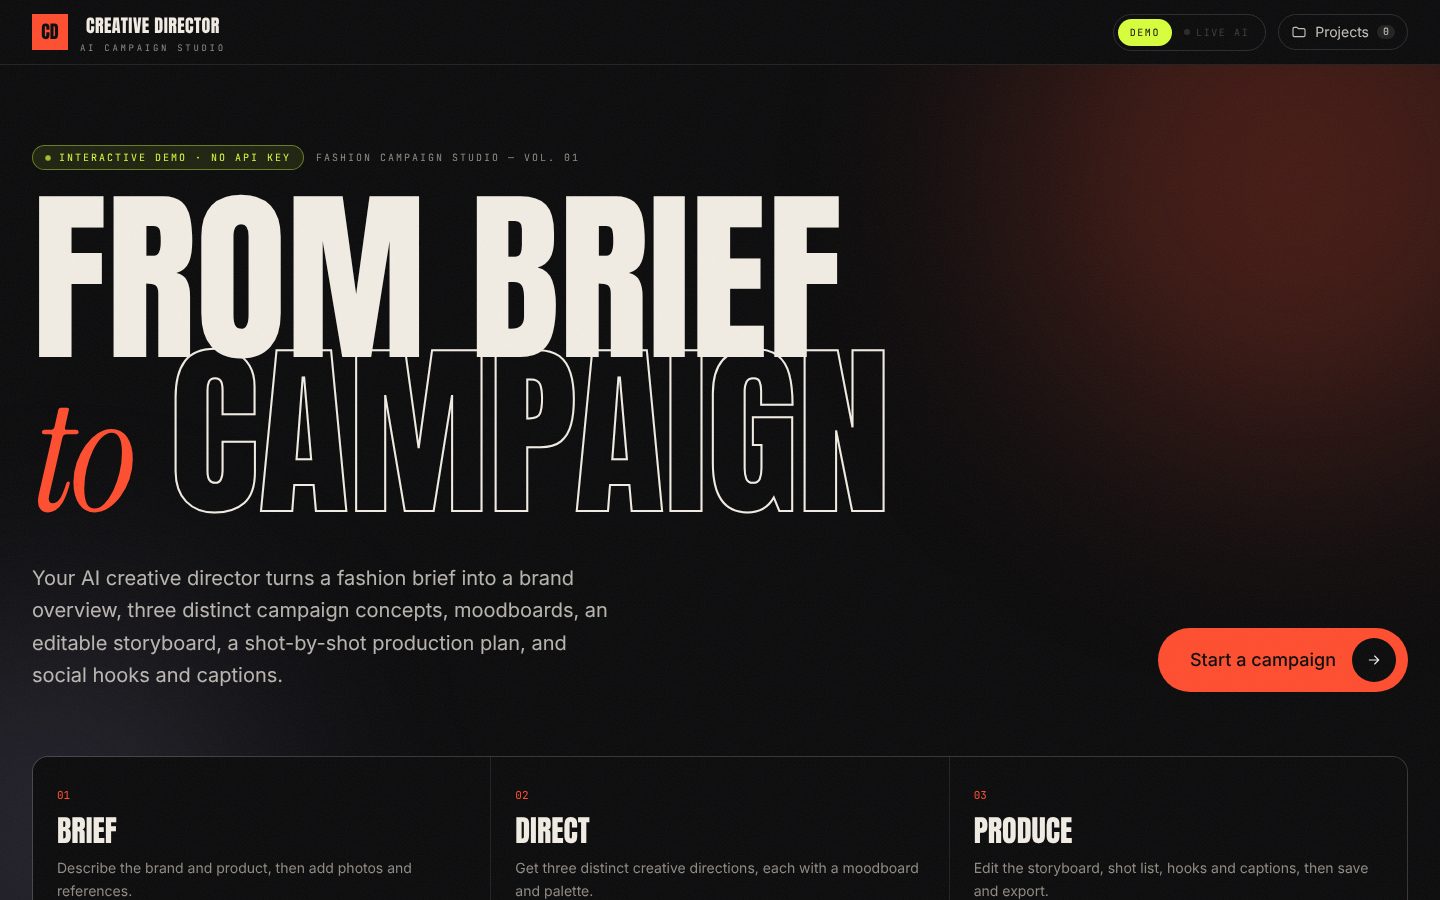 CD
CREATIVE DIRECTOR
AI CAMPAIGN STUDIO
DEMO
LIVE AI
Projects 0
INTERACTIVE DEMO · NO API KEY
FASHION CAMPAIGN STUDIO — VOL. 01
FROM BRIEF
to CAMPAIGN
Your AI creative director turns a fashion brief into a brand
overview, three distinct campaign concepts, moodboards, an
editable storyboard, a shot-by-shot production plan, and
social hooks and captions.
Start a campaign →
01
BRIEF
Describe the brand and product, then add photos and
references.
02
DIRECT
Get three distinct creative directions, each with a moodboard
and palette.
03
PRODUCE
Edit the storyboard, shot list, hooks and captions, then save
and export.